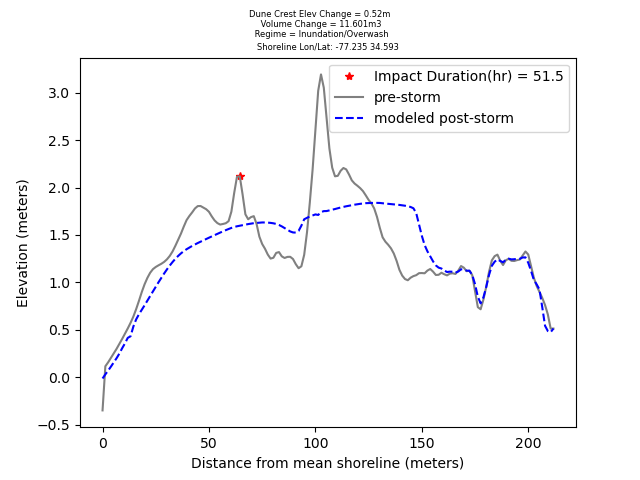 Dune Crest Elev Change = 0.52m
Volume Change = 11.601m3
Regime = Inundation/Overwash
Shoreline Lon/Lat: -77.235 34.593
Impact Duration(hr) = 51.5
pre-storm
modeled post-storm
3.0
2.5
2.0
1.5
1.0
0.5
0.0
−0.5
Elevation (meters)
0 50 100 150 200
Distance from mean shoreline (meters)